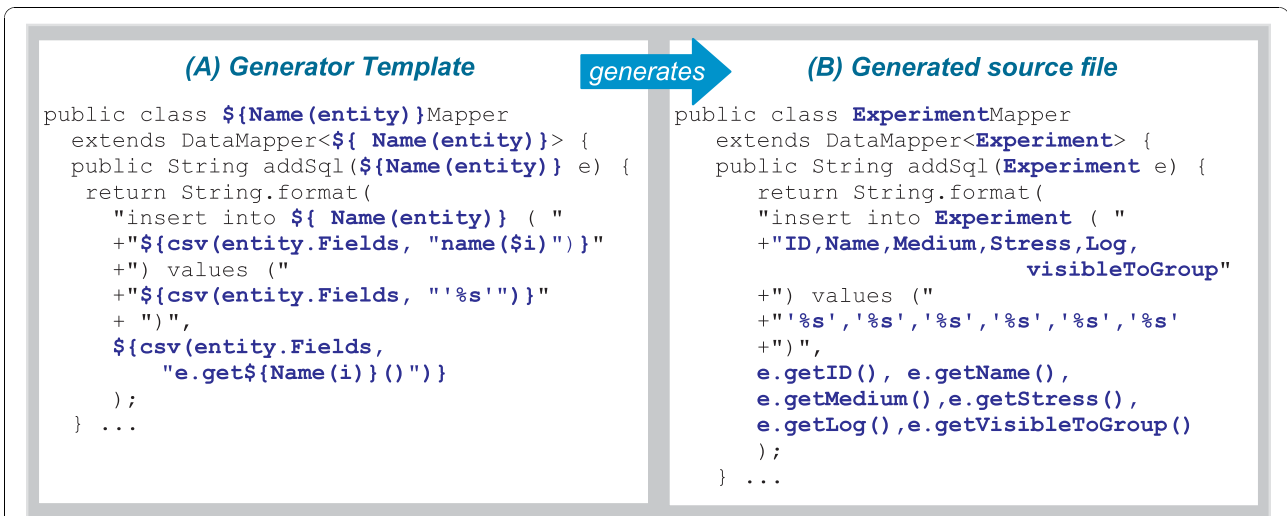 (A) Generator Template
public class ${Name(entity)}Mapper
extends DataMapper<${ Name(entity)}> {
public String addSql(${Name(entity)} e) {
return String.format(
"insert into ${ Name(entity)} ( "
+"${csv(entity.Fields, "name($i)")}"
+") values ("
+"${csv(entity.Fields, "'%s'")}"
+ ")",
${csv(entity.Fields,
"e.get${Name(i)}()")}
);
} ...
generates
(B) Generated source file
public class ExperimentMapper
extends DataMapper<Experiment> {
public String addSql(Experiment e) {
return String.format(
"insert into Experiment ( "
+"ID,Name,Medium,Stress,Log,
visibleToGroup"
+") values ("
+"'%s','%s','%s','%s','%s','%s'
+")",
e.getID(), e.getName(),
e.getMedium(),e.getStress(),
e.getLog(),e.getVisibleToGroup()
);
} ...